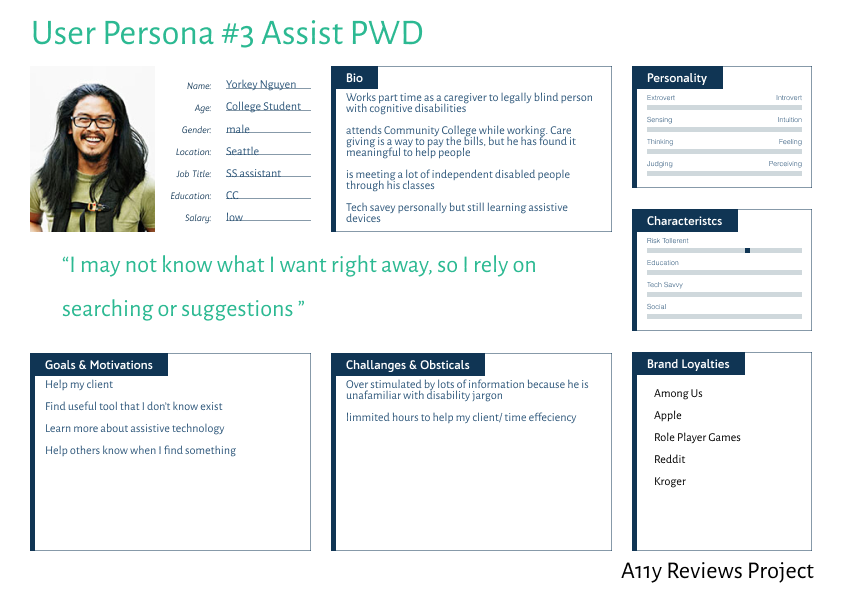 User Persona #3 Assist PWD
Name: Yorkey Nguyen
Age: College Student
Gender: male
Location: Seattle
Job Title: SS assistant
Education: CC
Salary: low
Bio
Works part time as a caregiver to legally blind person
with cognitive disabilities
attends Community College while working. Care
giving is a way to pay the bills, but he has found it
meaningful to help people
is meeting a lot of independent disabled people
through his classes
Tech savey personally but still learning assistive
devices
Personality
Extrovert Introvert
Sensing Intuition
Thinking Feeling
Judging Perceiving
Characteristcs
Risk Tollerent
Education
Tech Savvy
Social
“I may not know what I want right away, so I rely on
searching or suggestions ”
Goals & Motivations
Help my client
Find useful tool that I don't know exist
Learn more about assistive technology
Help others know when I find something
Challanges & Obsticals
Over stimulated by lots of information because he is
unafamiliar with disability jargon
limmited hours to help my client/ time effeciency
Brand Loyalties
Among Us
Apple
Role Player Games
Reddit
Kroger
A11y Reviews Project